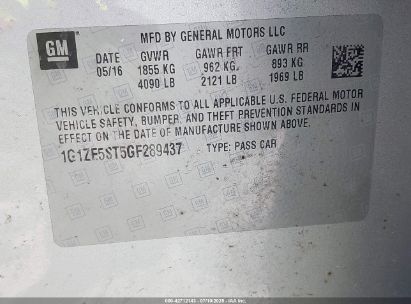 GM
MFD BY GENERAL MOTORS LLC
DATE GVWR GAWR FRT GAWR RR
05/16 1855 KG 962 KG 893 KG
4090 LB 2121 LB 1969 LB
THIS VEHICLE CONFORMS TO ALL APPLICABLE U.S. FEDERAL MOTOR
VEHICLE SAFETY, BUMPER, AND THEFT PREVENTION STANDARDS IN
EFFECT ON THE DATE OF MANUFACTURE SHOWN ABOVE.
1G1ZE5ST5GF289437 TYPE: PASS CAR